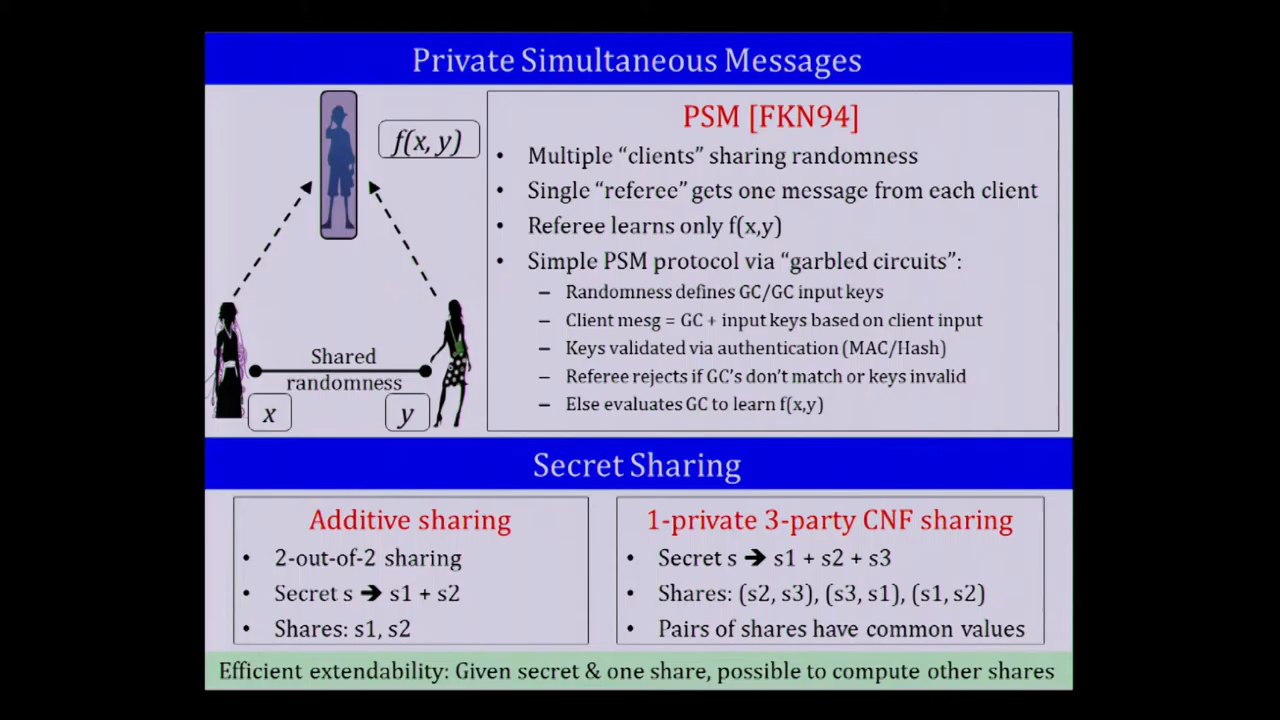 Private Simultaneous Messages
f(x, y)
Shared
randomness
x
y
PSM [FKN94]
• Multiple “clients” sharing randomness
• Single “referee” gets one message from each client
• Referee learns only f(x,y)
• Simple PSM protocol via “garbled circuits”:
– Randomness defines GC/GC input keys
– Client mesg = GC + input keys based on client input
– Keys validated via authentication (MAC/Hash)
– Referee rejects if GC’s don’t match or keys invalid
– Else evaluates GC to learn f(x,y)
Secret Sharing
Additive sharing
• 2-out-of-2 sharing
• Secret s ➔ s1 + s2
• Shares: s1, s2
1-private 3-party CNF sharing
• Secret s ➔ s1 + s2 + s3
• Shares: (s2, s3), (s3, s1), (s1, s2)
• Pairs of shares have common values
Efficient extendability: Given secret & one share, possible to compute other shares